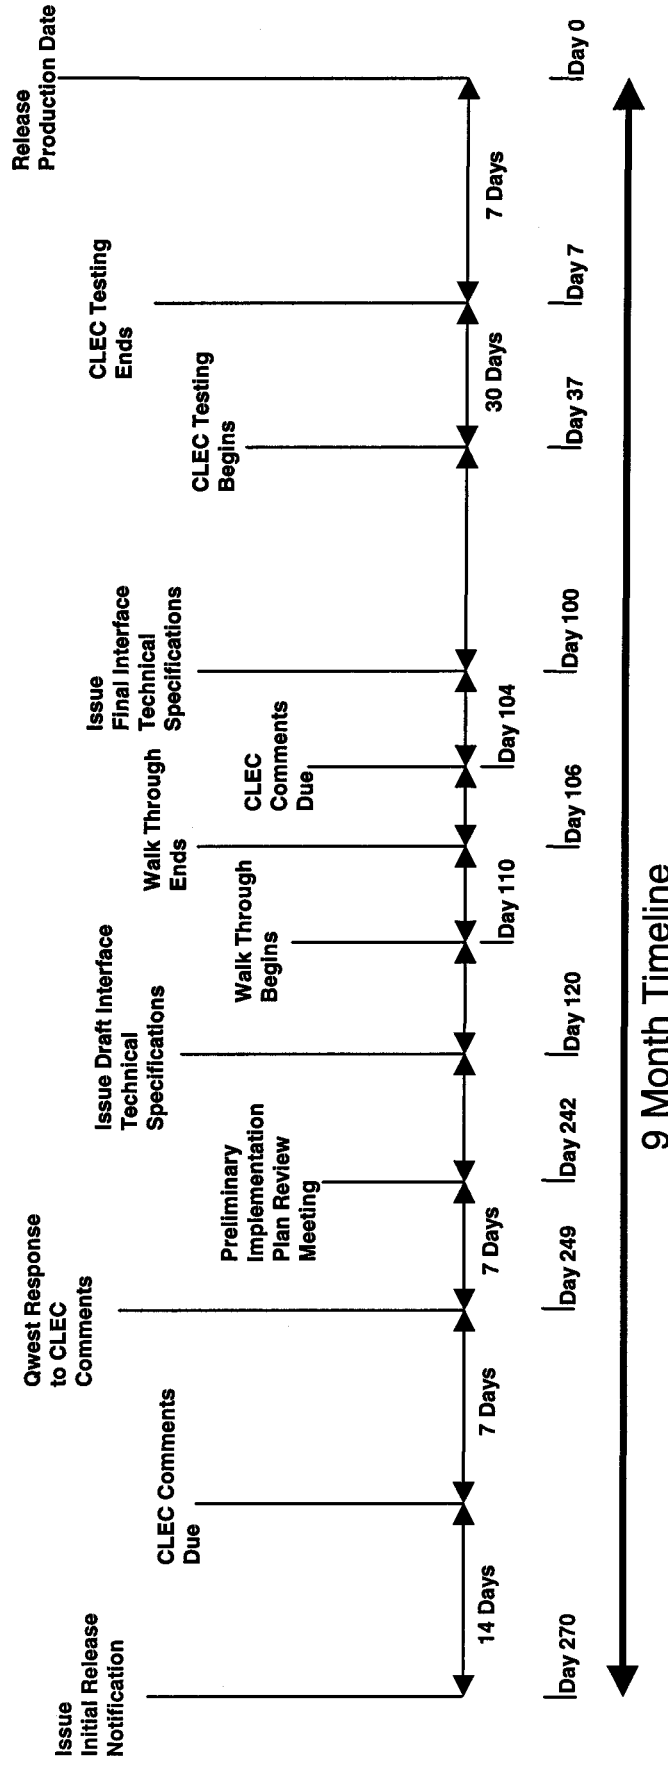 Issue
Initial Release
Notification
CLEC Comments
Due
Qwest Response
to CLEC
Comments
Preliminary
Implementation
Plan Review
Meeting
Issue Draft Interface
Technical
Specifications
Walk Through
Begins
Walk Through
Ends
CLEC
Comments
Due
Issue
Final Interface
Technical
Specifications
CLEC Testing
Begins
CLEC Testing
Ends
Release
Production Date
14 Days
7 Days
7 Days
30 Days
7 Days
Day 270
Day 249
Day 242
Day 120
Day 110
Day 106
Day 104
Day 100
Day 37
Day 7
Day 0
9 Month Timeline